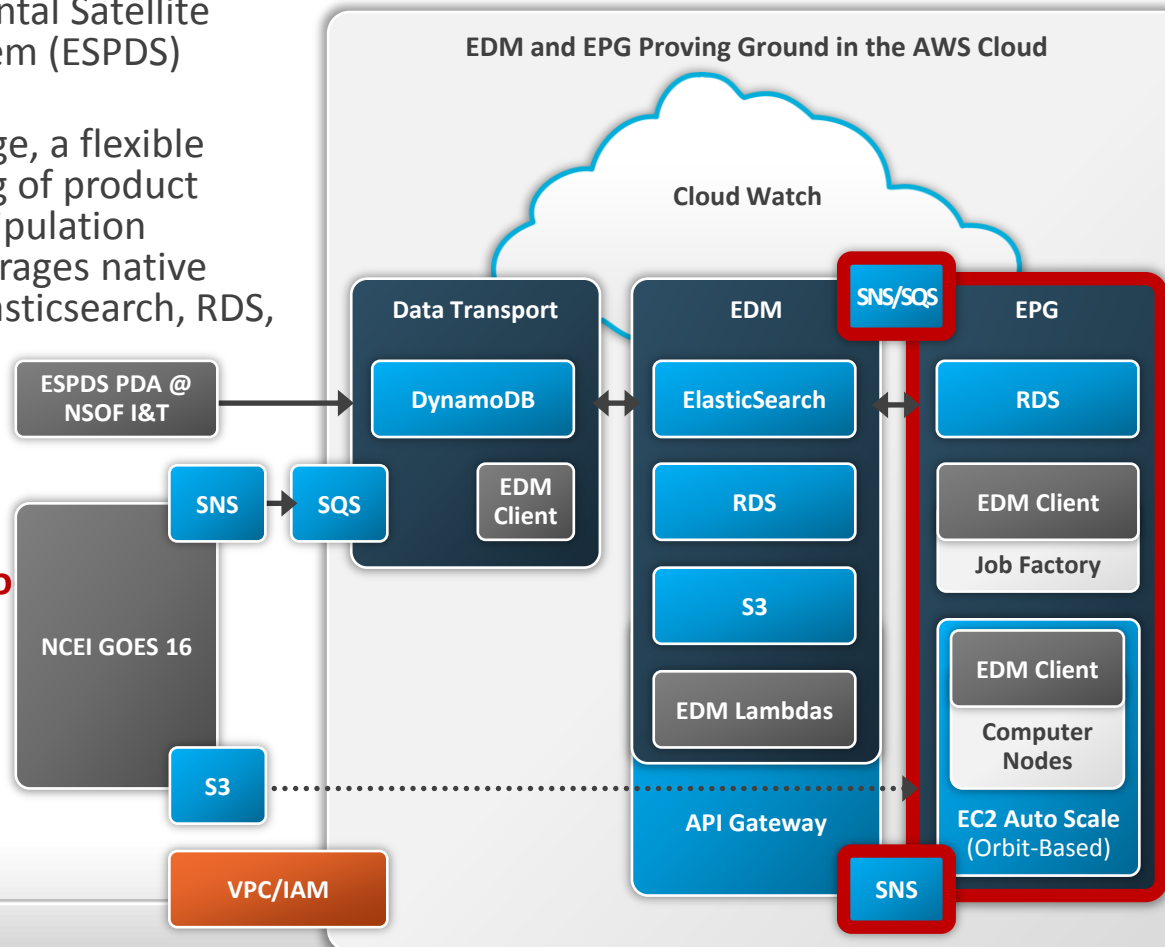 ntal Satellite
em (ESPDS)
ge, a flexible
g of product
ipulation
rages native
asticsearch, RDS,
EDM and EPG Proving Ground in the AWS Cloud
Cloud Watch
Data Transport
DynamoDB
EDM
Client
EDM
ElasticSearch
RDS
S3
EDM Lambdas
API Gateway
SNS/SQS
EPG
RDS
EDM Client
Job Factory
EDM Client
Computer
Nodes
EC2 Auto Scale
(Orbit-Based)
SNS
ESPDS PDA @
NSOF I&T
SNS
SQS
NCEI GOES 16
S3
VPC/IAM